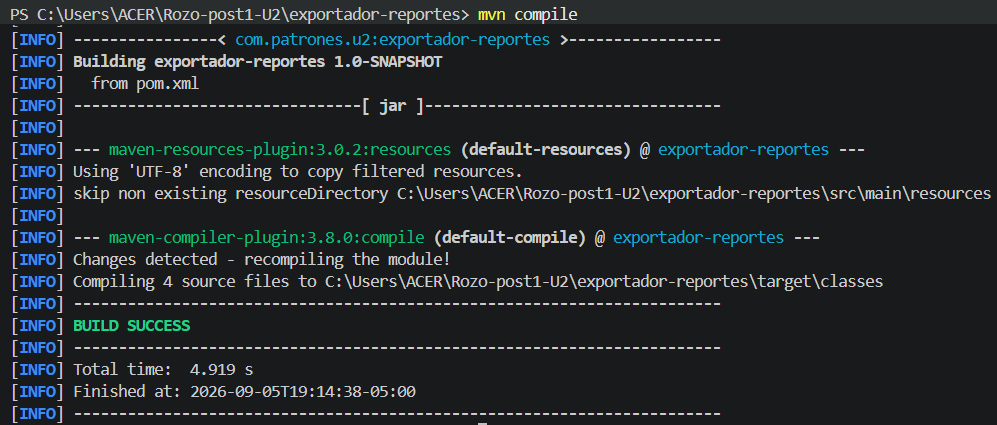 PS C:\Users\ACER\Rozo-post1-U2\exportador-reportes> mvn compile
[INFO] ----------------< com.patrones.u2:exportador-reportes >-----------------
[INFO] Building exportador-reportes 1.0-SNAPSHOT
[INFO]   from pom.xml
[INFO] --------------------------------[ jar ]---------------------------------
[INFO]
[INFO] --- maven-resources-plugin:3.0.2:resources (default-resources) @ exportador-reportes ---
[INFO] Using 'UTF-8' encoding to copy filtered resources.
[INFO] skip non existing resourceDirectory C:\Users\ACER\Rozo-post1-U2\exportador-reportes\src\main\resources
[INFO]
[INFO] --- maven-compiler-plugin:3.8.0:compile (default-compile) @ exportador-reportes ---
[INFO] Changes detected - recompiling the module!
[INFO] Compiling 4 source files to C:\Users\ACER\Rozo-post1-U2\exportador-reportes\target\classes
[INFO] ------------------------------------------------------------------------
[INFO] BUILD SUCCESS
[INFO] ------------------------------------------------------------------------
[INFO] Total time:  4.919 s
[INFO] Finished at: 2026-09-05T19:14:38-05:00
[INFO] ------------------------------------------------------------------------